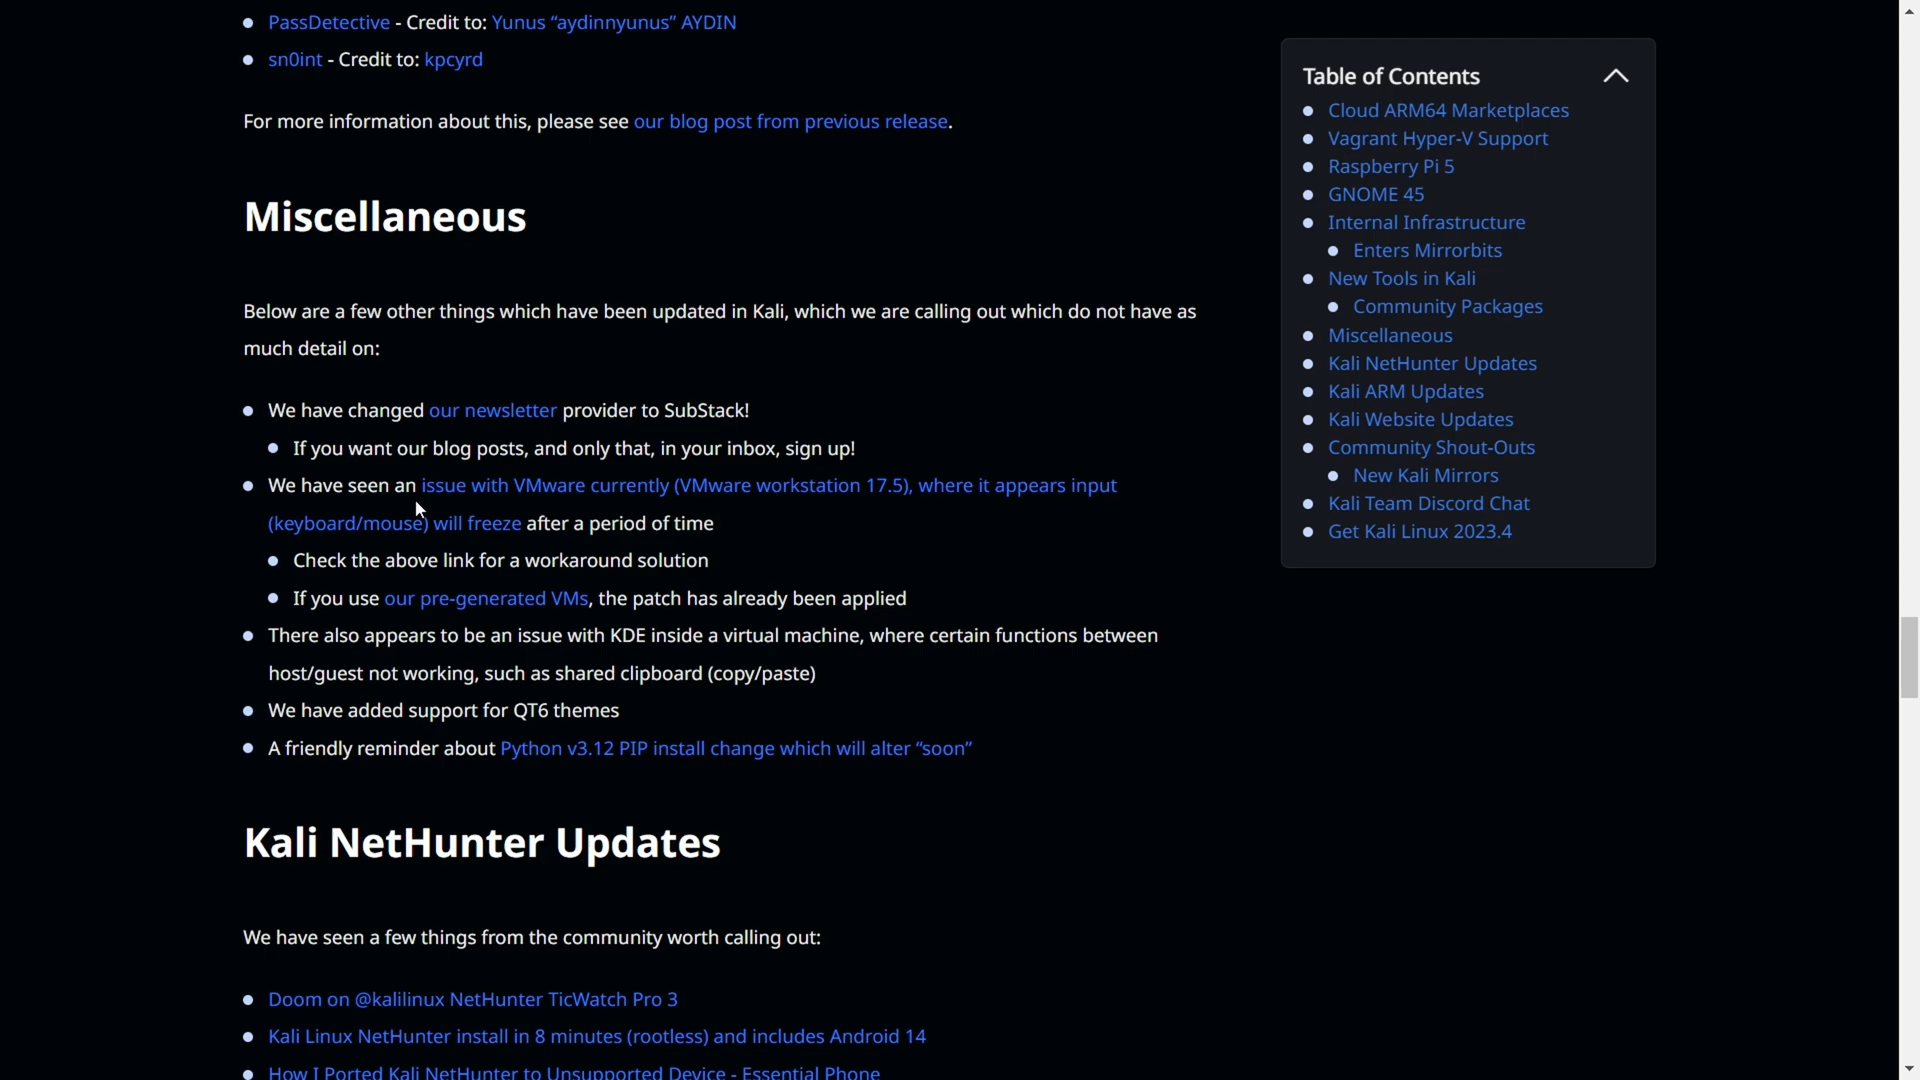 PassDetective - Credit to: Yunus “aydinnyunus” AYDIN
sn0int - Credit to: kpcyrd
For more information about this, please see our blog post from previous release.
Miscellaneous
Below are a few other things which have been updated in Kali, which we are calling out which do not have as
much detail on:
We have changed our newsletter provider to SubStack!
If you want our blog posts, and only that, in your inbox, sign up!
We have seen an issue with VMware currently (VMware workstation 17.5), where it appears input
(keyboard/mouse) will freeze after a period of time
Check the above link for a workaround solution
If you use our pre-generated VMs, the patch has already been applied
There also appears to be an issue with KDE inside a virtual machine, where certain functions between
host/guest not working, such as shared clipboard (copy/paste)
We have added support for QT6 themes
A friendly reminder about Python v3.12 PIP install change which will alter “soon”
Kali NetHunter Updates
We have seen a few things from the community worth calling out:
Doom on @kalilinux NetHunter TicWatch Pro 3
Kali Linux NetHunter install in 8 minutes (rootless) and includes Android 14
How I Ported Kali NetHunter to Unsupported Device - Essential Phone
Table of Contents
Cloud ARM64 Marketplaces
Vagrant Hyper-V Support
Raspberry Pi 5
GNOME 45
Internal Infrastructure
Enters Mirrorbits
New Tools in Kali
Community Packages
Miscellaneous
Kali NetHunter Updates
Kali ARM Updates
Kali Website Updates
Community Shout-Outs
New Kali Mirrors
Kali Team Discord Chat
Get Kali Linux 2023.4